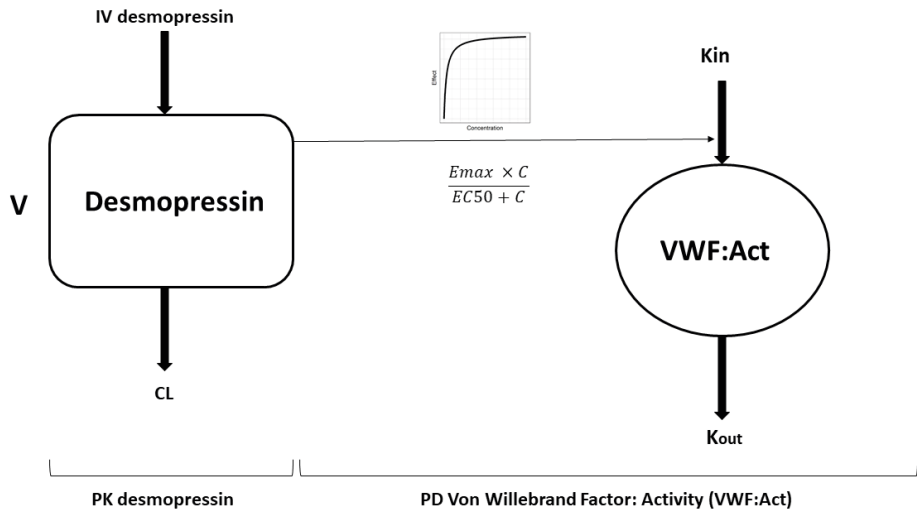 IV desmopressin
Effect
Concentration
Kin
V
Desmopressin
Emax × C
EC50 + C
VWF:Act
CL
Kout
PK desmopressin
PD Von Willebrand Factor: Activity (VWF:Act)